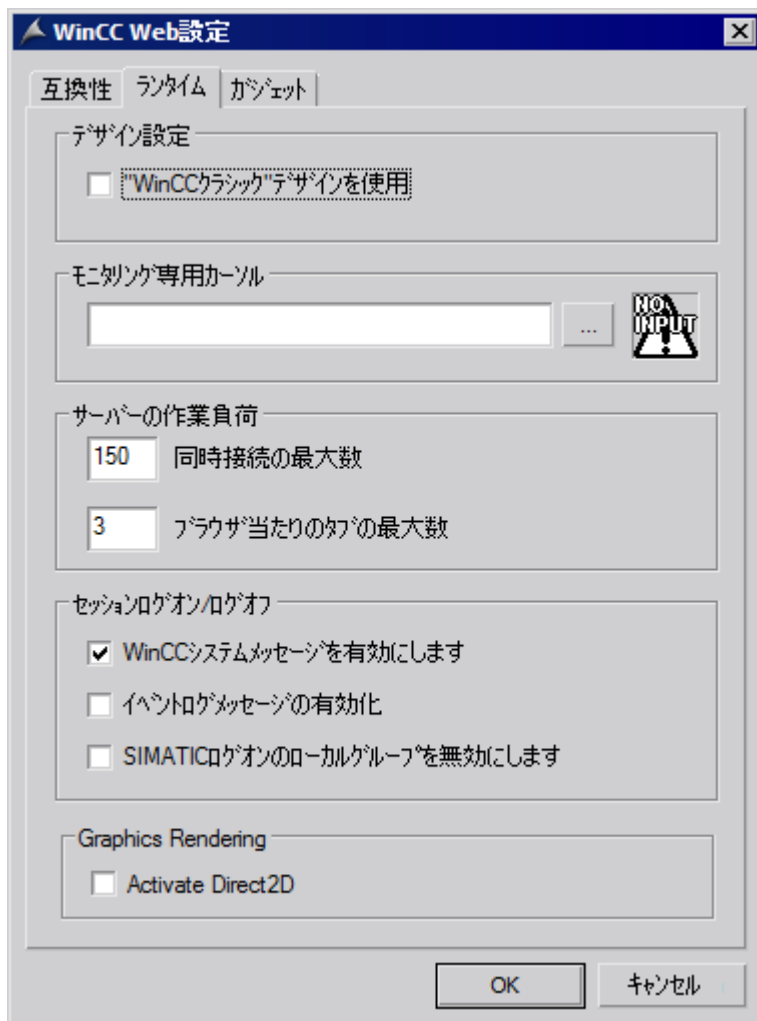 WinCC Web設定
互換性 ランタイム ガジェット
デザイン設定
"WinCCクラシック"デザインを使用
モニタリング専用カーソル
...
NO
INPUT
サーバーの作業負荷
150 同時接続の最大数
3 ブラウザ当たりのタブの最大数
セッションログオン/ログオフ
WinCCシステムメッセージを有効にします
イベントログメッセージの有効化
SIMATICログオンのローカルグループを無効にします
Graphics Rendering
Activate Direct2D
OK キャンセル